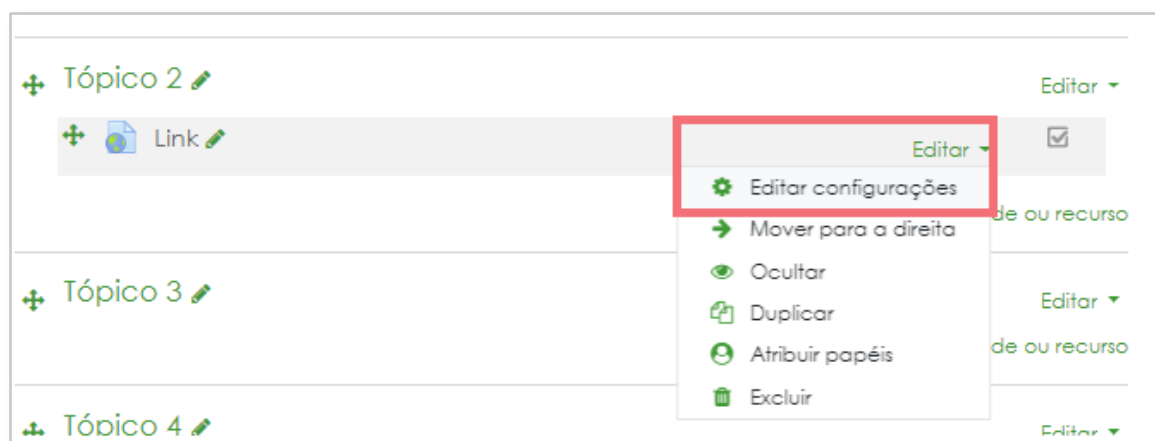 Tópico 2
Editar
Link
Editar
Editar configurações
de ou recurso
Mover para a direita
Ocultar
Tópico 3
Editar
Duplicar
de ou recurso
Atribuir papéis
Excluir
Tópico 4
Editar